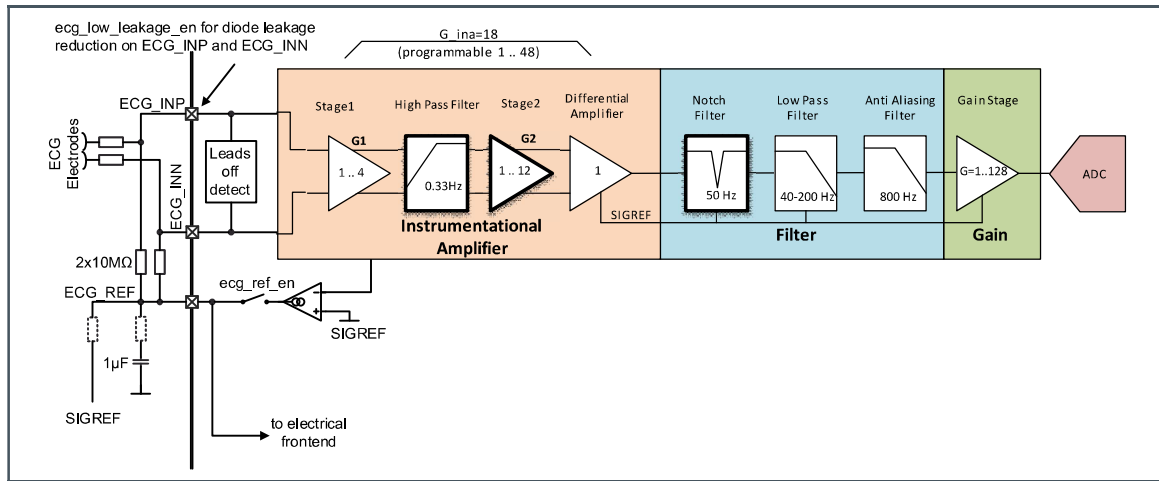 ecg_low_leakage_en for diode leakage
reduction on ECG_INP and ECG_INN
G_ina=18
(programmable 1 .. 48)
ECG_INP
Stage1
High Pass Filter
Stage2
Differential
Amplifier
Notch
Filter
Low Pass
Filter
Anti Aliasing
Filter
Gain Stage
ECG
Electrodes
Leads
off
detect
ECG_INN
G1
G2
1 .. 4
0.33Hz
1 .. 12
1
50 Hz
40-200 Hz
800 Hz
G=1..128
ADC
SIGREF
Instrumentational
Amplifier
Filter
Gain
2x10MΩ
ECG_REF
ecg_ref_en
-
+
SIGREF
1µF
SIGREF
to electrical
frontend